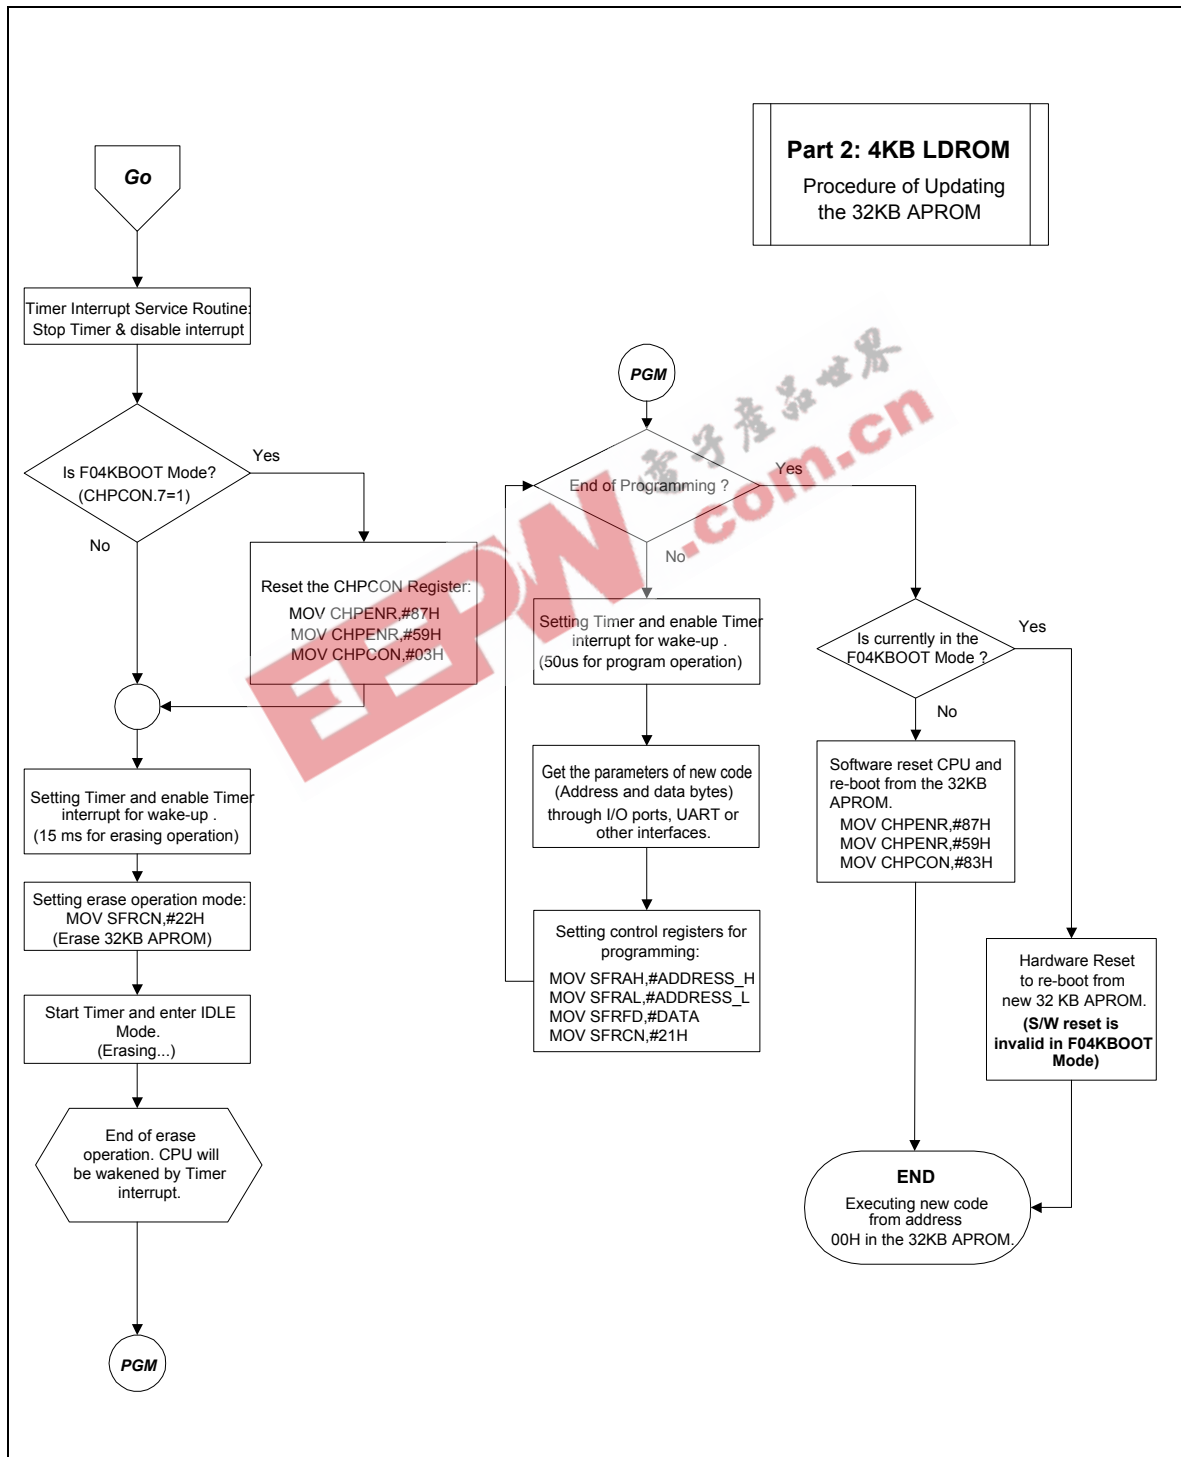 Part 2: 4KB LDROM
Procedure of Updating
the 32KB APROM
Go
Timer Interrupt Service Routine:
Stop Timer & disable interrupt
Is F04KBOOT Mode?
(CHPCON.7=1)
Yes
No
Reset the CHPCON Register:
MOV CHPENR,#87H
MOV CHPENR,#59H
MOV CHPCON,#03H
Setting Timer and enable Timer
interrupt for wake-up .
(15 ms for erasing operation)
Setting erase operation mode:
MOV SFRCN,#22H
(Erase 32KB APROM)
Start Timer and enter IDLE
Mode.
(Erasing...)
End of erase
operation. CPU will
be wakened by Timer
interrupt.
PGM
PGM
End of Programming ?
Yes
No
Setting Timer and enable Timer
interrupt for wake-up .
(50us for program operation)
Get the parameters of new code
(Address and data bytes)
through I/O ports, UART or
other interfaces.
Setting control registers for
programming:
MOV SFRAH,#ADDRESS_H
MOV SFRAL,#ADDRESS_L
MOV SFRFD,#DATA
MOV SFRCN,#21H
Is currently in the
F04KBOOT Mode ?
Yes
No
Software reset CPU and
re-boot from the 32KB
APROM.
MOV CHPENR,#87H
MOV CHPENR,#59H
MOV CHPCON,#83H
Hardware Reset
to re-boot from
new 32 KB APROM.
(S/W reset is
invalid in F04KBOOT
Mode)
END
Executing new code
from address
00H in the 32KB APROM.
電子產品世界
EEPW.com.cn